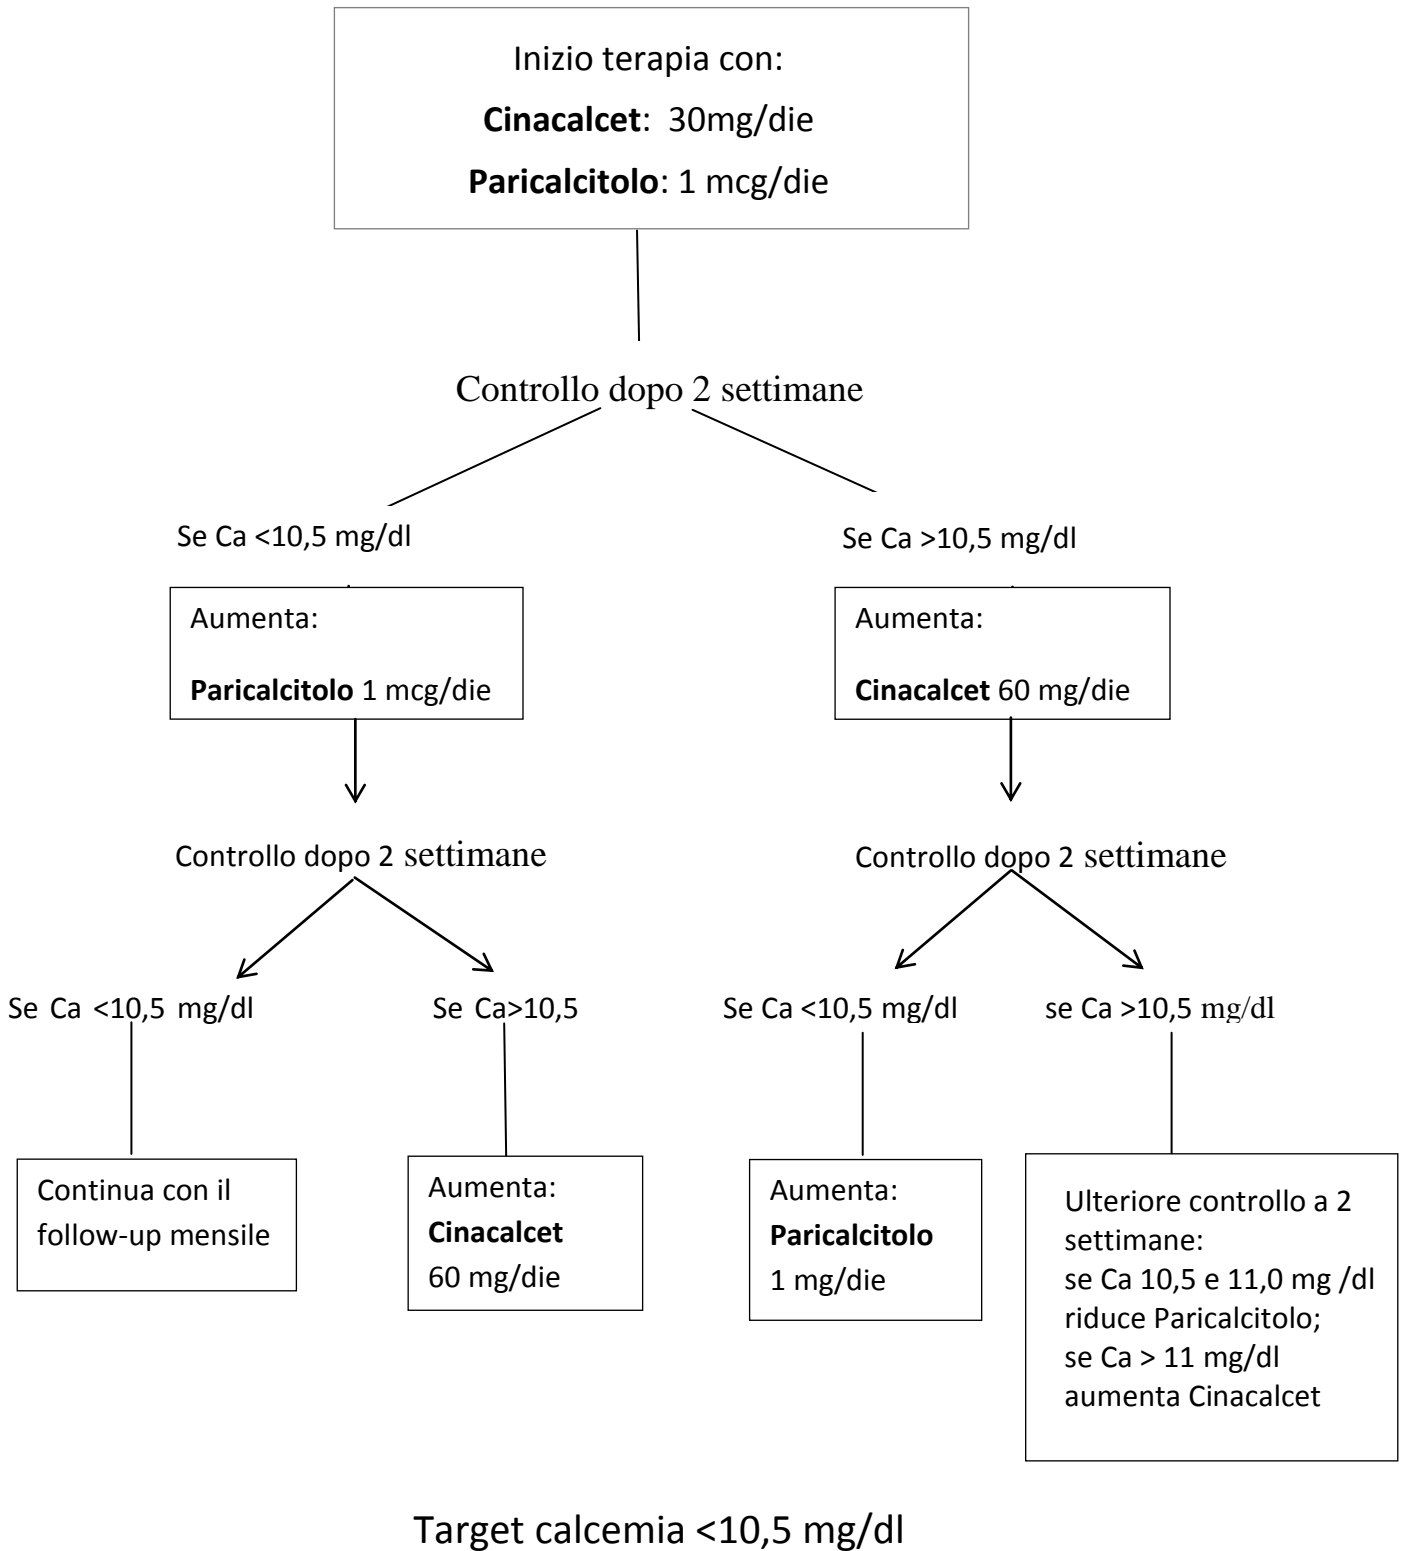 Inizio terapia con:
Cinacalcet: 30mg/die
Paricalcitolo: 1 mcg/die
Controllo dopo 2 settimane
Se Ca <10,5 mg/dl
Se Ca >10,5 mg/dl
Aumenta:
Paricalcitolo 1 mcg/die
Aumenta:
Cinacalcet 60 mg/die
Controllo dopo 2 settimane
Controllo dopo 2 settimane
Se Ca <10,5 mg/dl
Se Ca>10,5
Se Ca <10,5 mg/dl
se Ca >10,5 mg/dl
Continua con il
follow-up mensile
Aumenta:
Cinacalcet
60 mg/die
Aumenta:
Paricalcitolo
1 mg/die
Ulteriore controllo a 2
settimane:
se Ca 10,5 e 11,0 mg /dl
riduce Paricalcitolo;
se Ca > 11 mg/dl
aumenta Cinacalcet
Target calcemia <10,5 mg/dl